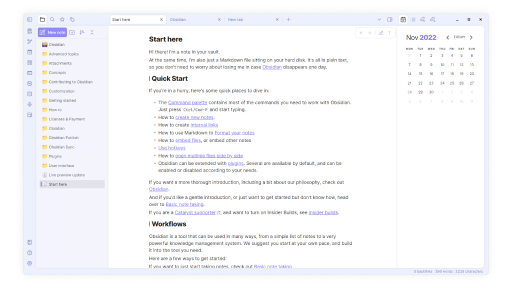 Start here
Obsidian
New tab
New note
Obsidian
Advanced topics
Attachments
Concepts
Contributing to Obsidian
Customization
Getting started
How to
Licenses & Payment
Obsidian
Obsidian Publish
Obsidian Sync
Plugins
User interface
Live preview update
Start here
Start here
Hi there! I'm a note in your vault.
At the same time, I'm also just a Markdown file sitting on your hard disk. It's all in plain text,
so you don't need to worry about losing me in case Obsidian disappears one day.
Quick Start
If you're in a hurry, here's some quick places to dive in:
• The Command palette contains most of the commands you need to work with Obsidian.
Just press Ctrl/Cmd+P and start typing.
• How to create new notes.
• How to create internal links
• How to use Markdown to Format your notes.
• How to embed files, or embed other notes.
• Use hotkeys
• How to open multiple files side by side
• Obsidian can be extended with plugins. Several are available by default, and can be
enabled or disabled according to your needs.
If you want a more thorough introduction, including a bit about our philosophy, check out
Obsidian.
And if you'd like a gentle introduction, or just want to get started but don't know how, head
over to Basic note taking.
If you are a Catalyst supporter, and want to turn on Insider Builds, see Insider builds.
Workflows
Obsidian is a tool that can be used in many ways, from a simple list of notes to a very
powerful knowledge management system. We suggest you start at your own pace, and build
it into the tool you need.
Here are a few ways to get started:
If you want to just start taking notes, check out Basic note taking
Nov 2022
TODAY
MON TUE WED THU FRI SAT SUN
1 2 3 4 5 6
7 8 9 10 11 12 13
14 15 16 17 18 19 20
21 22 23 24 25 26 27
28 29 30